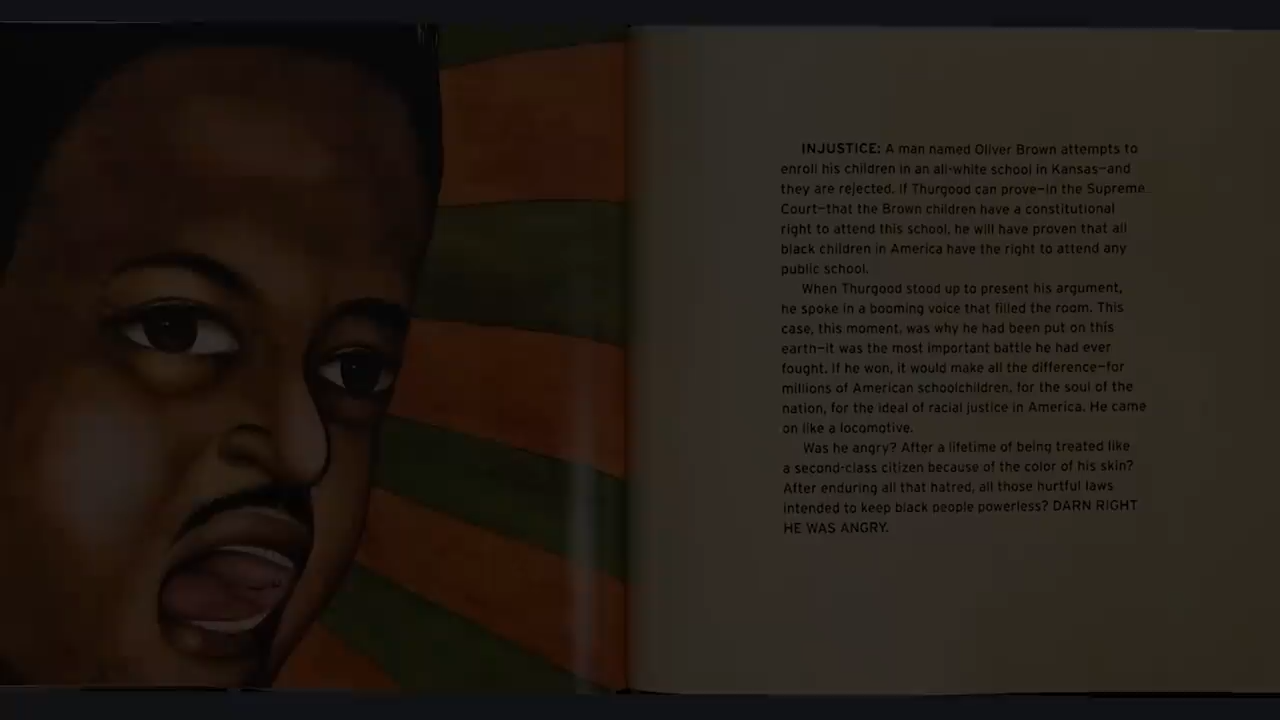 INJUSTICE: A man named Oliver Brown attempts to
enroll his children in an all-white school in Kansas—and
they are rejected. If Thurgood can prove—in the Supreme
Court—that the Brown children have a constitutional
right to attend this school, he will have proven that all
black children in America have the right to attend any
public school.
When Thurgood stood up to present his argument,
he spoke in a booming voice that filled the room. This
case, this moment, was why he had been put on this
earth—it was the most important battle he had ever
fought. If he won, it would make all the difference—for
millions of American schoolchildren, for the soul of the
nation, for the ideal of racial justice in America. He came
on like a locomotive.
Was he angry? After a lifetime of being treated like
a second-class citizen because of the color of his skin?
After enduring all that hatred, all those hurtful laws
intended to keep black people powerless? DARN RIGHT
HE WAS ANGRY.